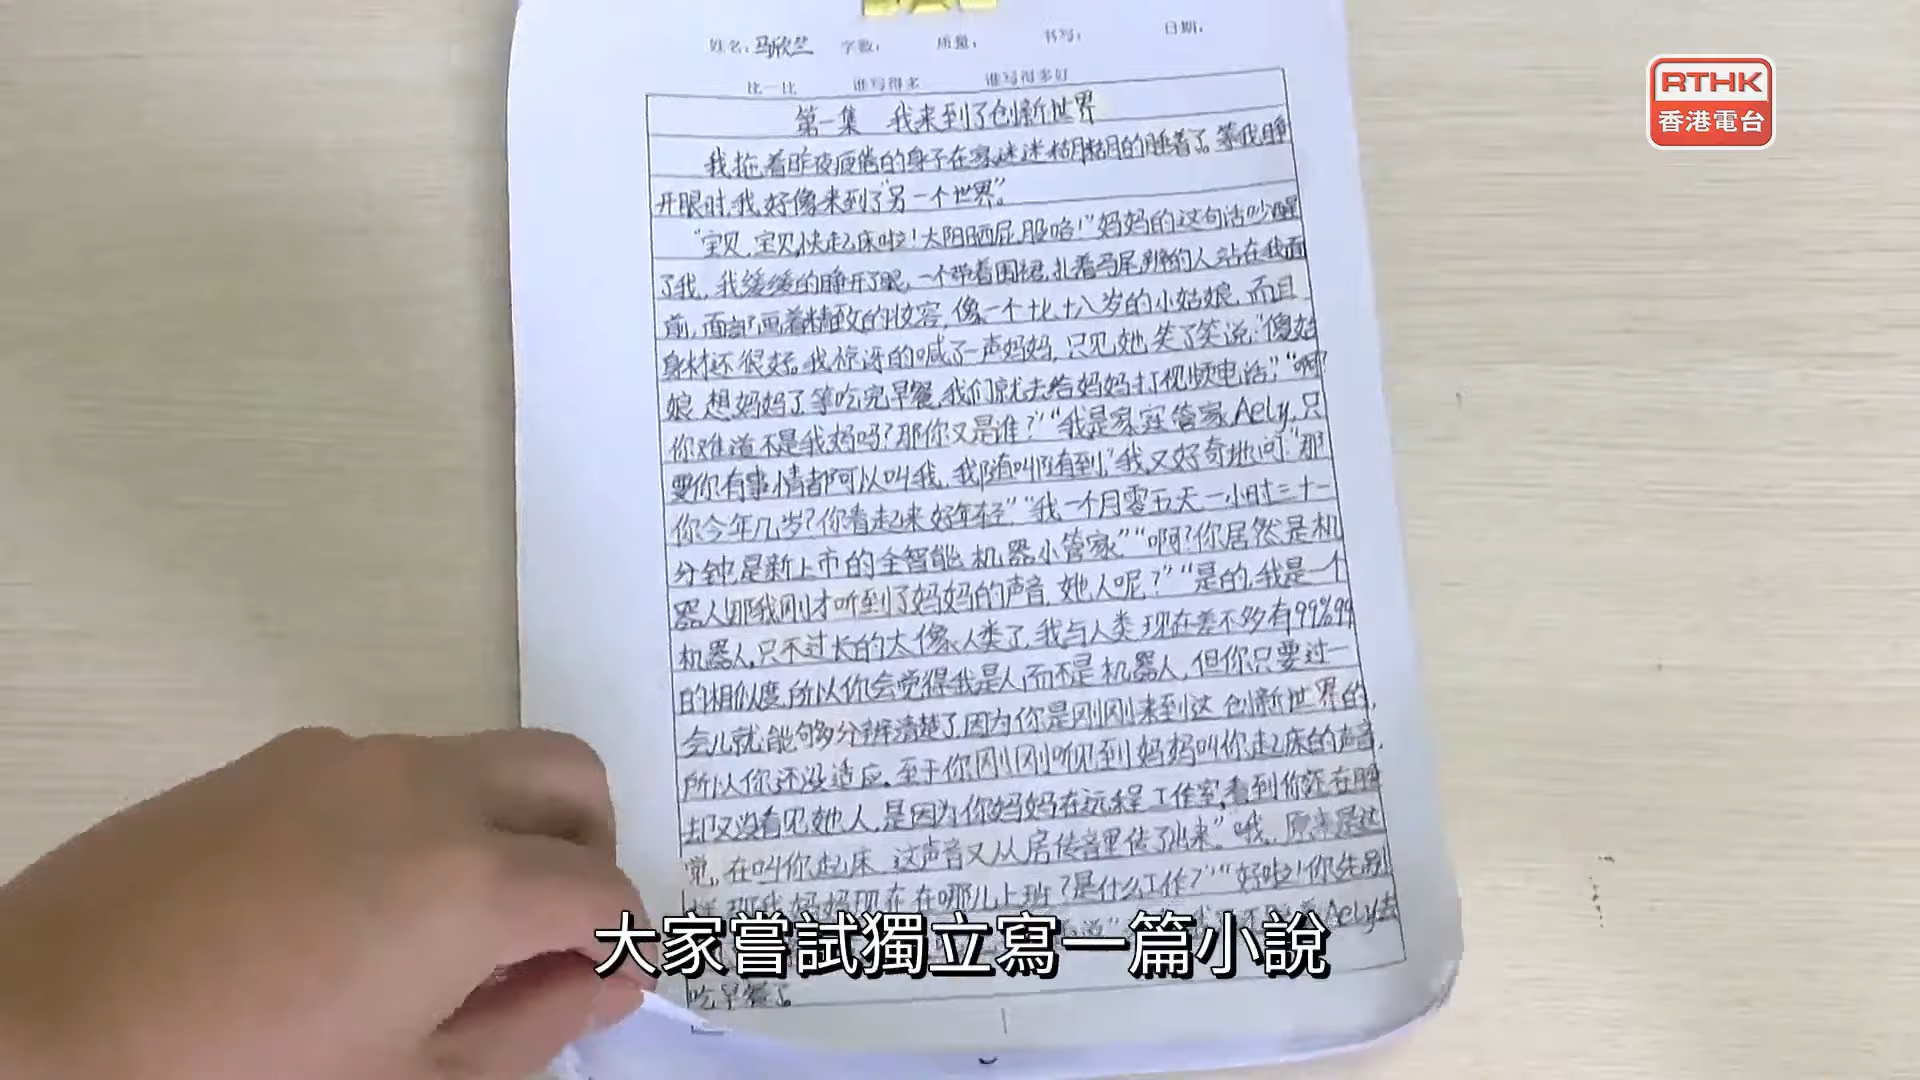 姓名：马欣竺 字数： 质量： 书写： 日期：
比一比 谁写得多 谁写得多好
RTHK
香港電台
第一集 我来到了创新世界
我拖着昨夜疲倦的身子在家迷迷糊糊的睡着了。等我睁
开眼时,我好像来到了“另一个世界”。
“宝贝,宝贝,快起床啦！太阳晒屁股咯！”妈妈的这句话吵醒
了我，我缓缓的睁开了眼，一个带着围裙,扎着马尾辫的人站在我面
前，面部画着精致的妆容，像一个十七、十八岁的小姑娘，而且
身材还很好。我惊讶的喊了一声妈妈，只见她笑了笑说：“傻姑
娘，想妈妈了，等吃完早餐,我们就去给妈妈打视频电话”，“啊？
你难道不是我妈吗？那你又是谁？”“我是家庭管家Aely，只
要你有事情都可以叫我，我随叫随到”我又好奇地问“那
你今年几岁？你看起来好年轻”“我一个月零五天一小时三十一
分钟,是新上市的全智能机器小管家”“啊？你居然是机
器人,那我刚才听到了妈妈的声音，她人呢？”“是的，我是一个
机器人，只不过长的太像人类了，我与人类现在差不多有99%99
的相似度,所以你会觉得我是人而不是机器人，但你只要过一
会儿就能够分辨清楚了,因为你是刚刚来到这创新世界的，
所以你还没适应。至于你刚刚听见到妈妈叫你起床的声音，
却又没看见她人，是因为你妈妈在远程工作室,看到你还在睡
觉，在叫你起床，这声音又从房传音里传了出来”“哦，原来是这
样,那我妈妈现在在哪儿上班？是什么工作？”“好啦！你先别
说” Aely去
吃早餐了。
大家嘗試獨立寫一篇小說